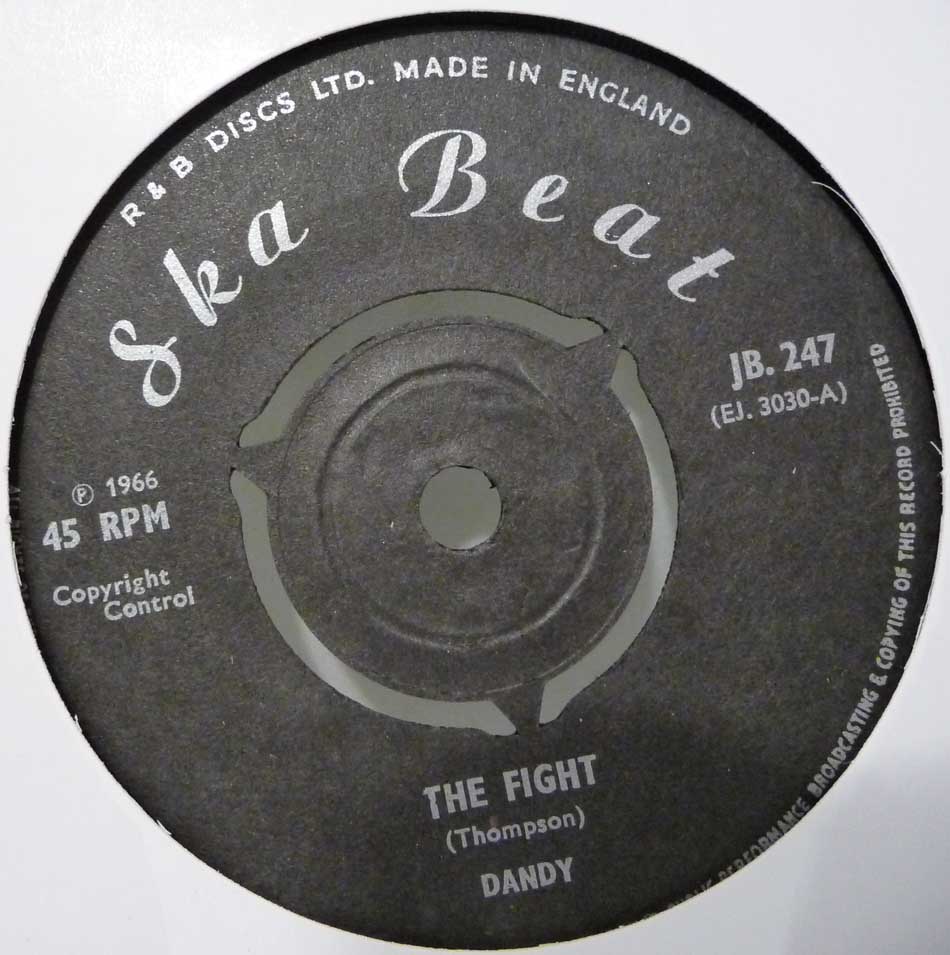 R & B DISCS LTD. MADE IN ENGLAND
Ska Beat
JB. 247
(EJ. 3030-A)
℗ 1966
45 RPM
Copyright
Control
THE FIGHT
(Thompson)
DANDY
PERFORMANCE BROADCASTING & COPYING OF THIS RECORD PROHIBITED